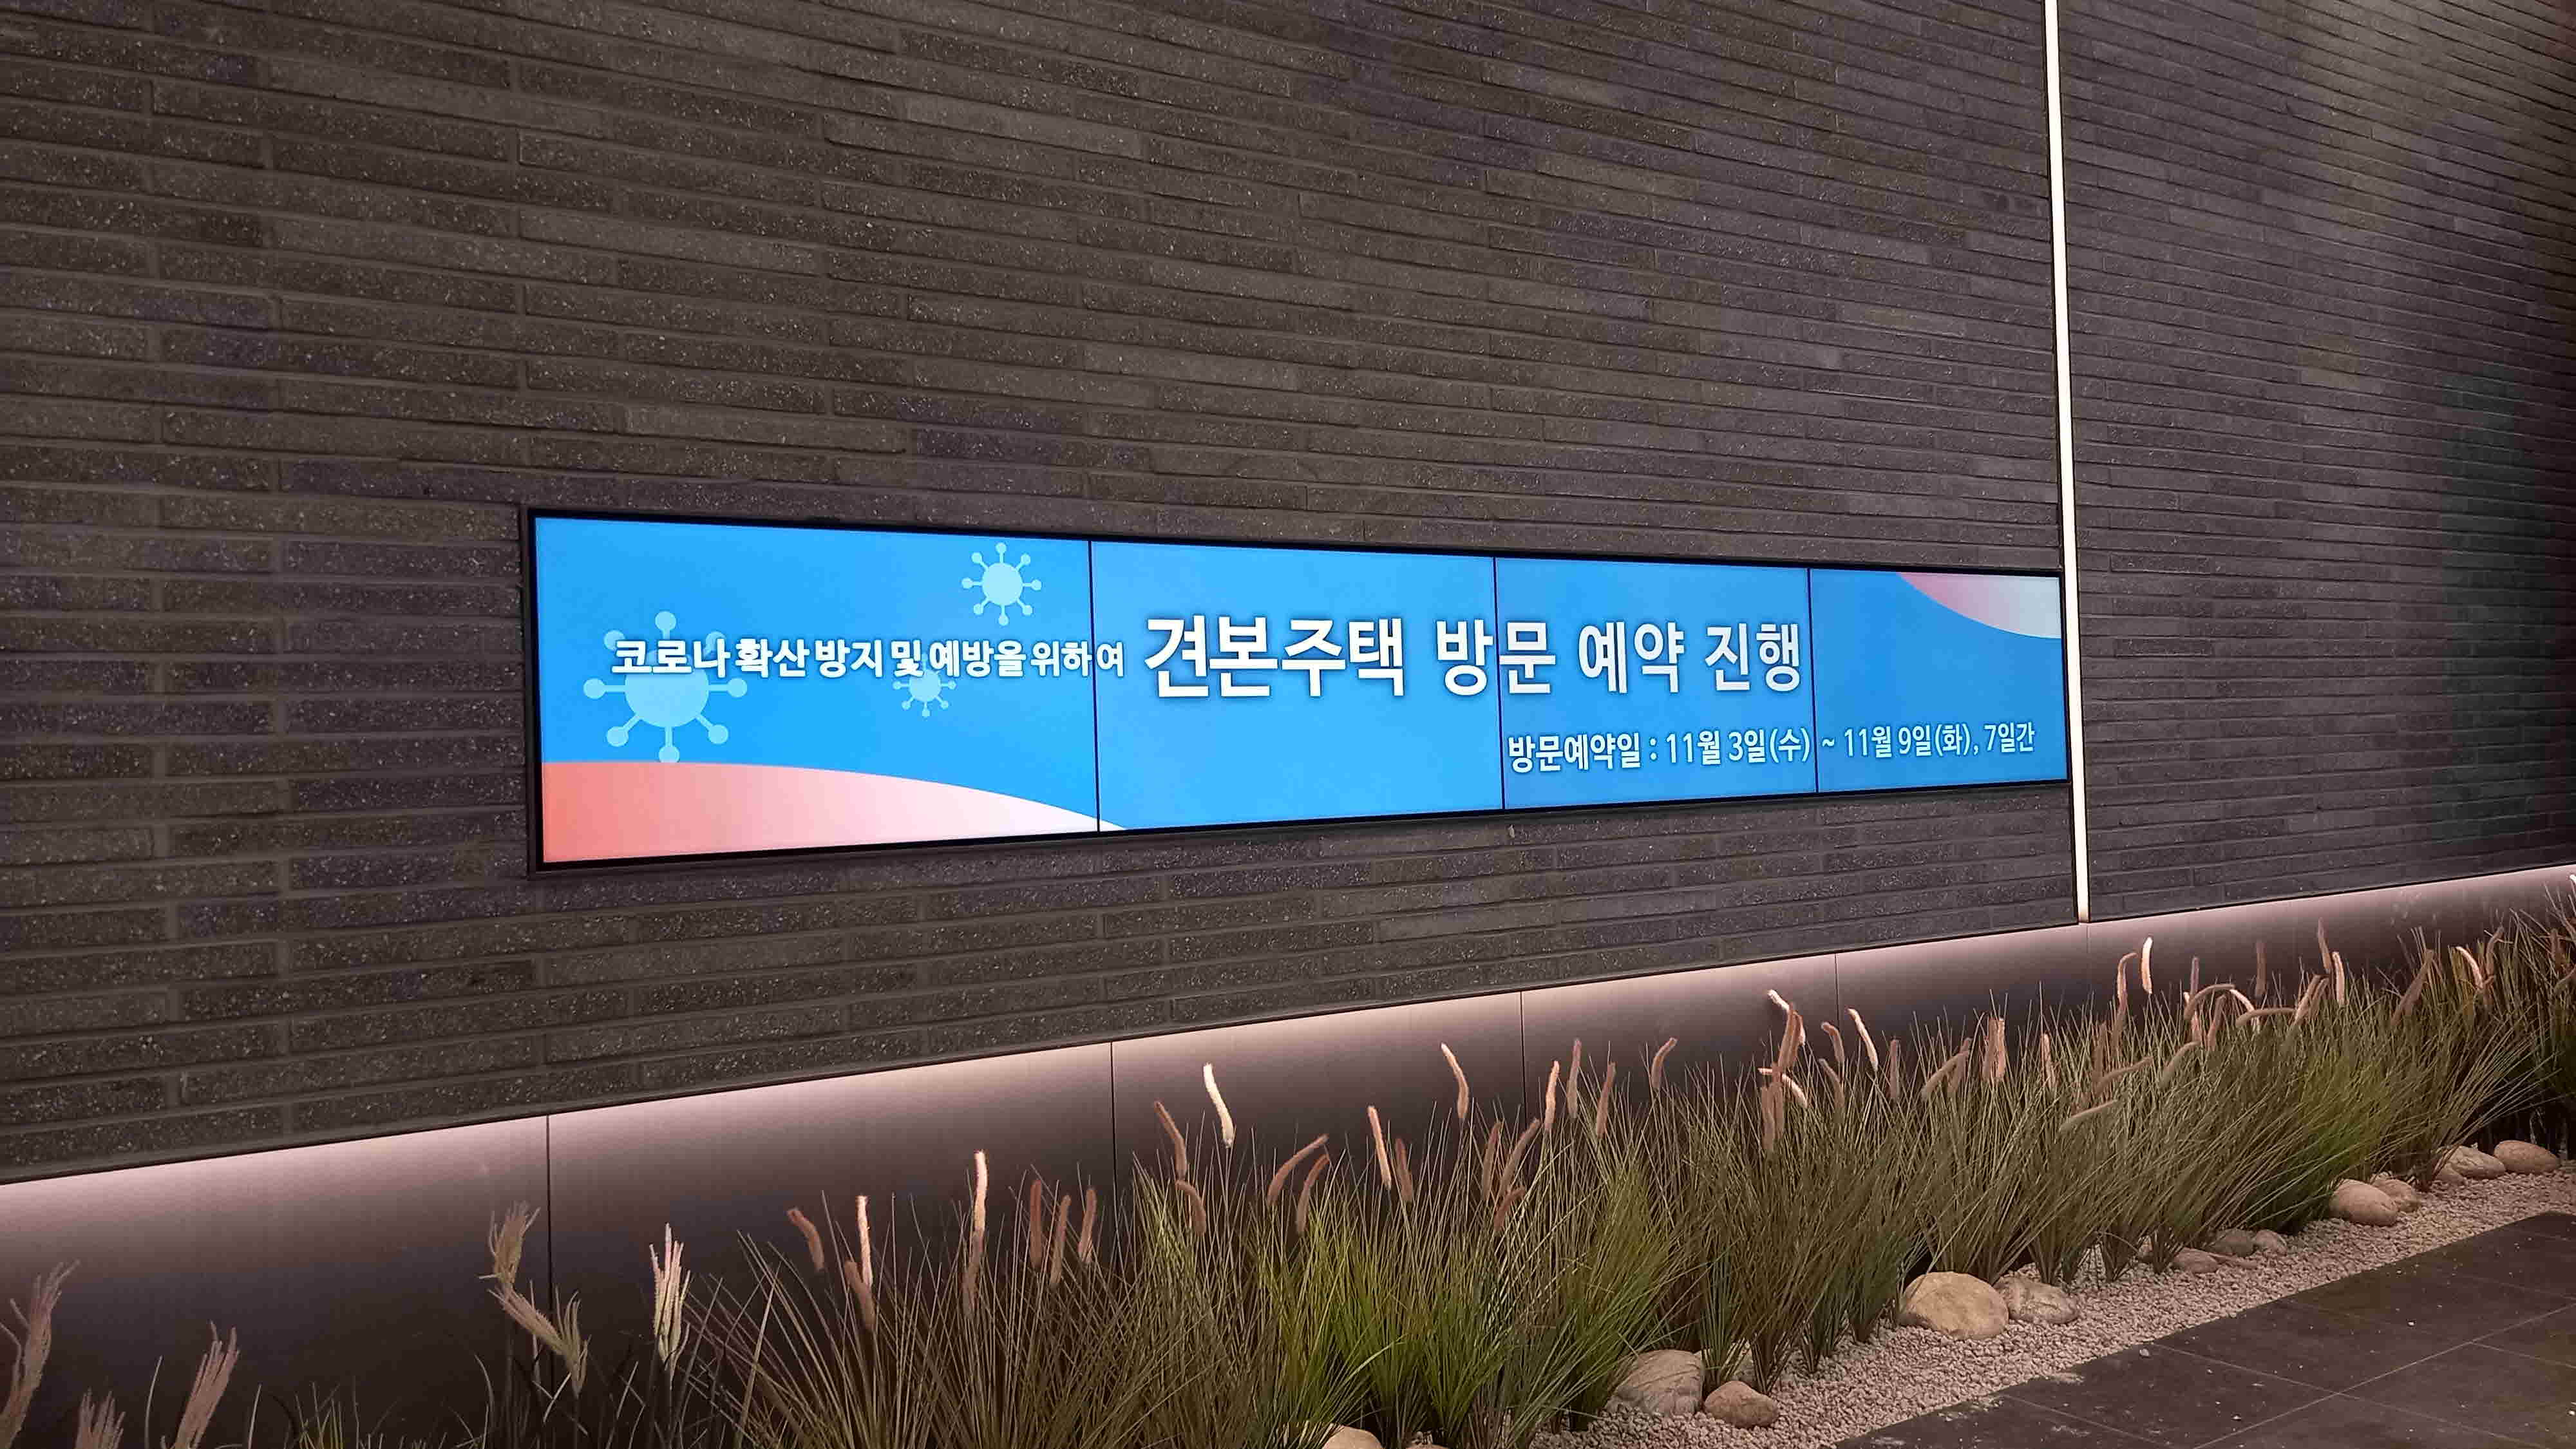 코로나 확산 방지 및 예방을 위하여 견본주택 방문 예약 진행
방문예약일 : 11월 3일(수) ~ 11월 9일(화), 7일간